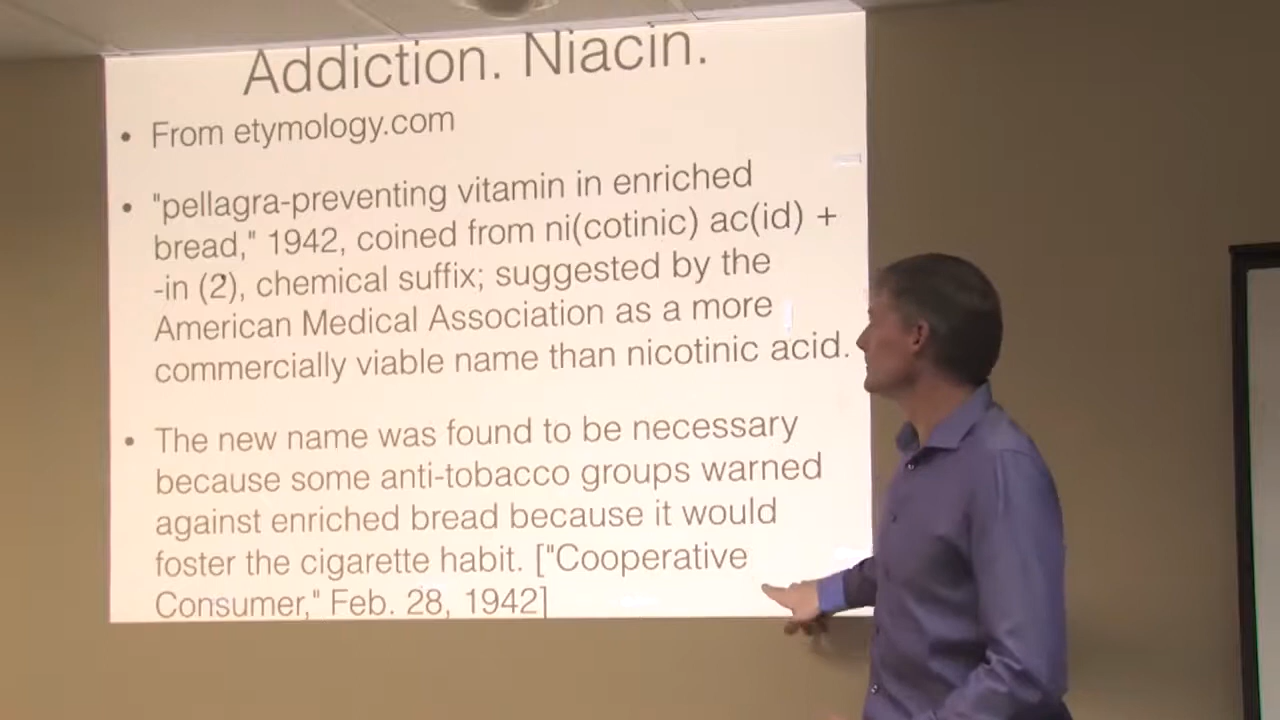 Addiction. Niacin.
• From etymology.com
• "pellagra-preventing vitamin in enriched
bread," 1942, coined from ni(cotinic) ac(id) +
-in (2), chemical suffix; suggested by the
American Medical Association as a more
commercially viable name than nicotinic acid.
• The new name was found to be necessary
because some anti-tobacco groups warned
against enriched bread because it would
foster the cigarette habit. ["Cooperative
Consumer," Feb. 28, 1942]